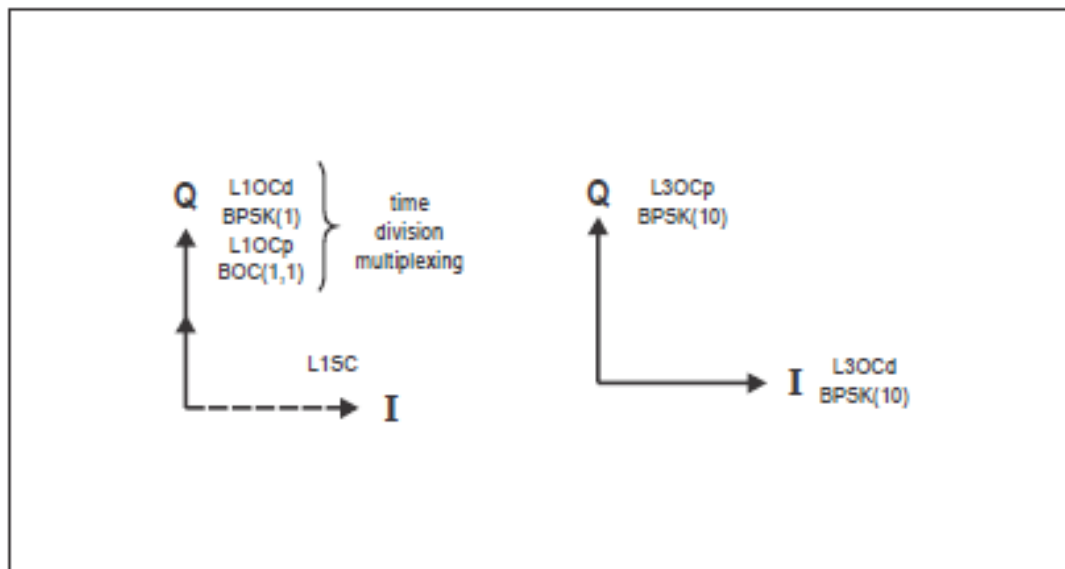 Q
L1OCd
BPSK(1)
L1OCp
BOC(1,1)
time
division
multiplexing
L1SC
I
Q
L3OCp
BPSK(10)
I
L3OCd
BPSK(10)